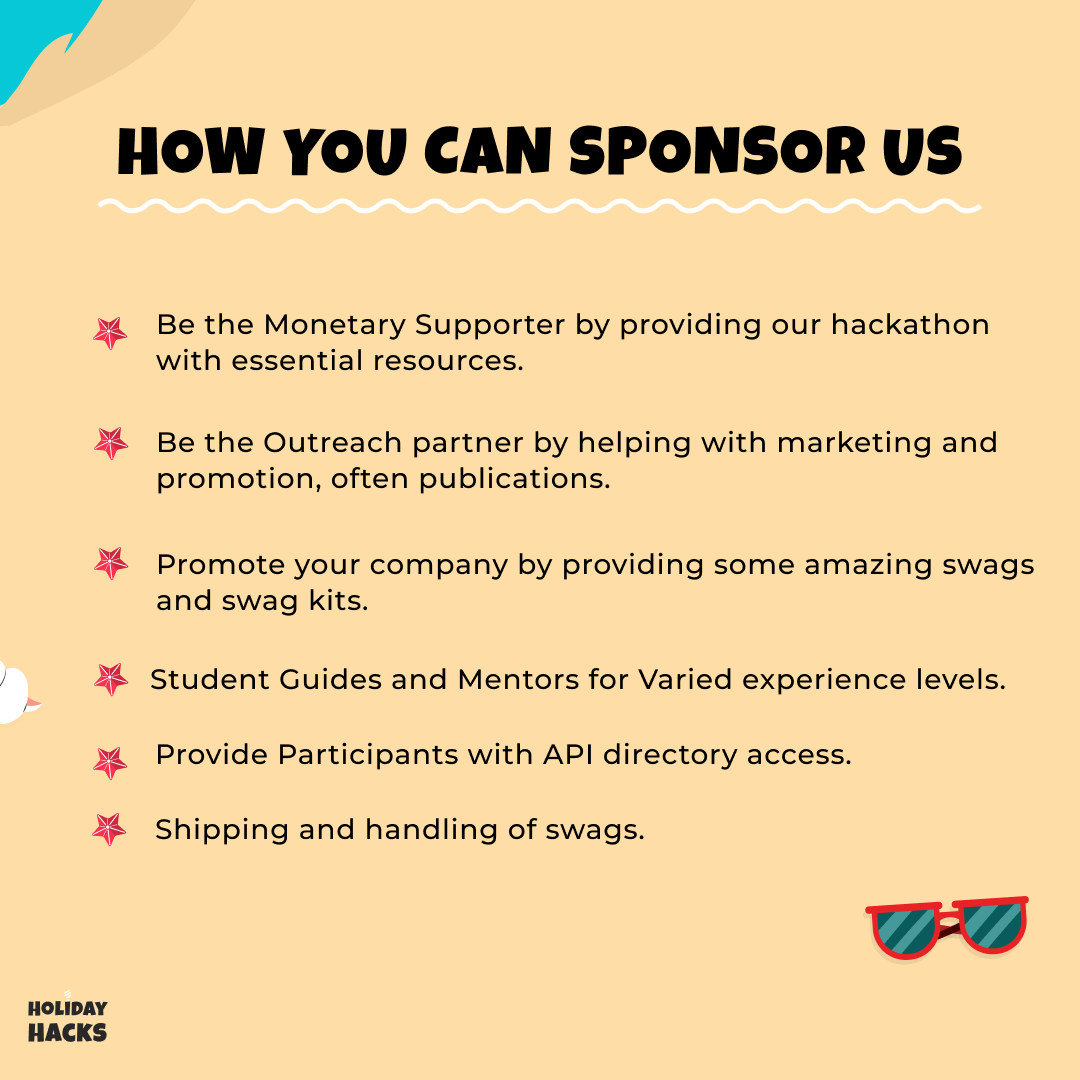 HOW YOU CAN SPONSOR US
Be the Monetary Supporter by providing our hackathon
with essential resources.
Be the Outreach partner by helping with marketing and
promotion, often publications.
Promote your company by providing some amazing swags
and swag kits.
Student Guides and Mentors for Varied experience levels.
Provide Participants with API directory access.
Shipping and handling of swags.
HOLIDAY
HACKS